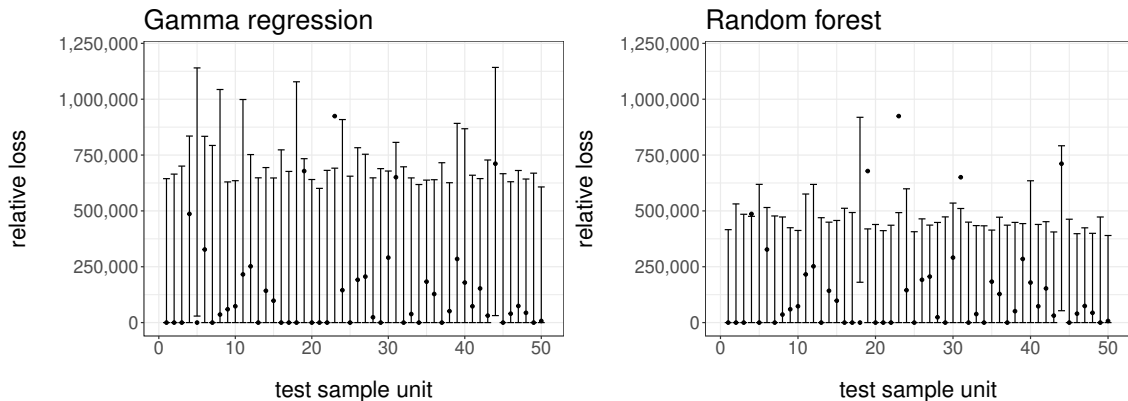 Gamma regression
1,250,000
1,000,000
750,000
500,000
250,000
0
relative loss
0 10 20 30 40 50
test sample unit
Random forest
1,250,000
1,000,000
750,000
500,000
250,000
0
relative loss
0 10 20 30 40 50
test sample unit